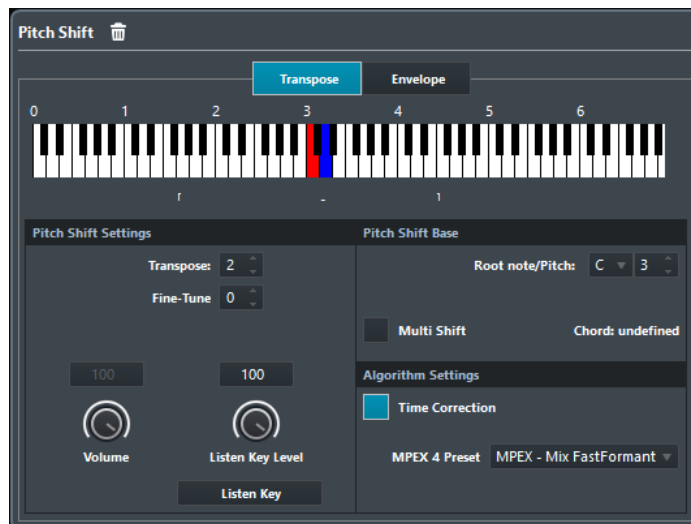 Pitch Shift
Transpose Envelope
0 1 2 3 4 5 6
Pitch Shift Settings Pitch Shift Base
Transpose: 2 Root note/Pitch: C 3
Fine-Tune 0
Multi Shift Chord: undefined
100 100 Algorithm Settings
Time Correction
Volume Listen Key Level MPEX 4 Preset MPEX - Mix FastFormant
Listen Key